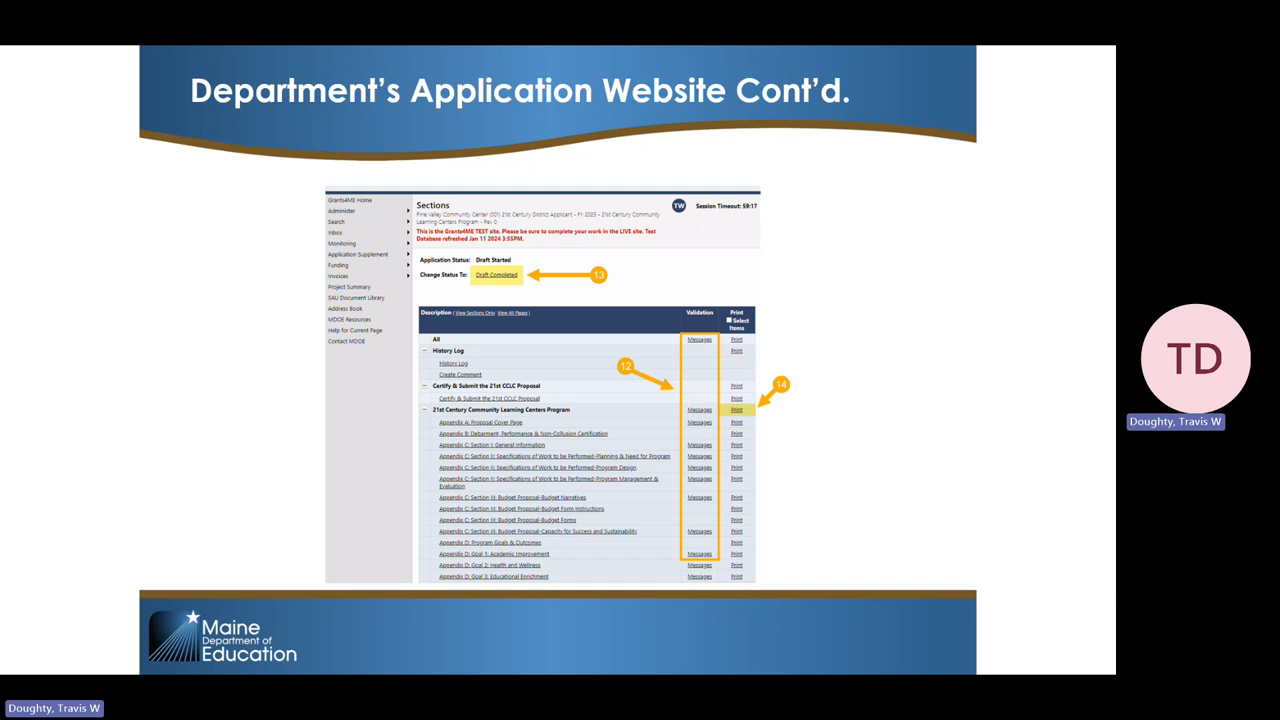 Department's Application Website Cont'd.
Grants4ME Home
Administer
Search
Inbox
Monitoring
Application Supplement
Funding
Invoices
Project Summary
SAU Document Library
Address Book
MDOE Resources
Help for Current Page
Contact MDOE
Sections
TW
Session Timeout: 59:17
Pine Valley Community Center (001) 21st Century District Applicant - FY 2025 - 21st Century Community
Learning Centers Program - Rev 0
This is the Grants4ME TEST site. Please be sure to complete your work in the LIVE site. Test
Database refreshed Jan 11 2024 3:55PM.
Application Status: Draft Started
Change Status To: Draft Completed
13
Description ( View Sections Only View All Pages ) Validation Print
Select
Items
All Messages Print
History Log Print
History Log
Create Comment
12
Certify & Submit the 21st CCLC Proposal Print
14
Certify & Submit the 21st CCLC Proposal Print
21st Century Community Learning Centers Program Messages Print
Appendix A: Proposal Cover Page Messages Print
Appendix B: Debarment, Performance & Non-Collusion Certification Print
Appendix C: Section I: General Information Messages Print
Appendix C: Section II: Specifications of Work to be Performed-Planning & Need for Program Messages Print
Appendix C: Section II: Specifications of Work to be Performed-Program Design Messages Print
Appendix C: Section II: Specifications of Work to be Performed-Program Management & Messages Print
Evaluation
Appendix C: Section III: Budget Proposal-Budget Narratives Messages Print
Appendix C: Section III: Budget Proposal-Budget Form Instructions Print
Appendix C: Section III: Budget Proposal-Budget Forms Print
Appendix C: Section III: Budget Proposal-Capacity for Success and Sustainability Messages Print
Appendix D: Program Goals & Outcomes Print
Appendix D: Goal 1: Academic Improvement Messages Print
Appendix D: Goal 2: Health and Wellness Messages Print
Appendix D: Goal 3: Educational Enrichment Messages Print
Maine
Department of
Education
TD
Doughty, Travis W
Doughty, Travis W